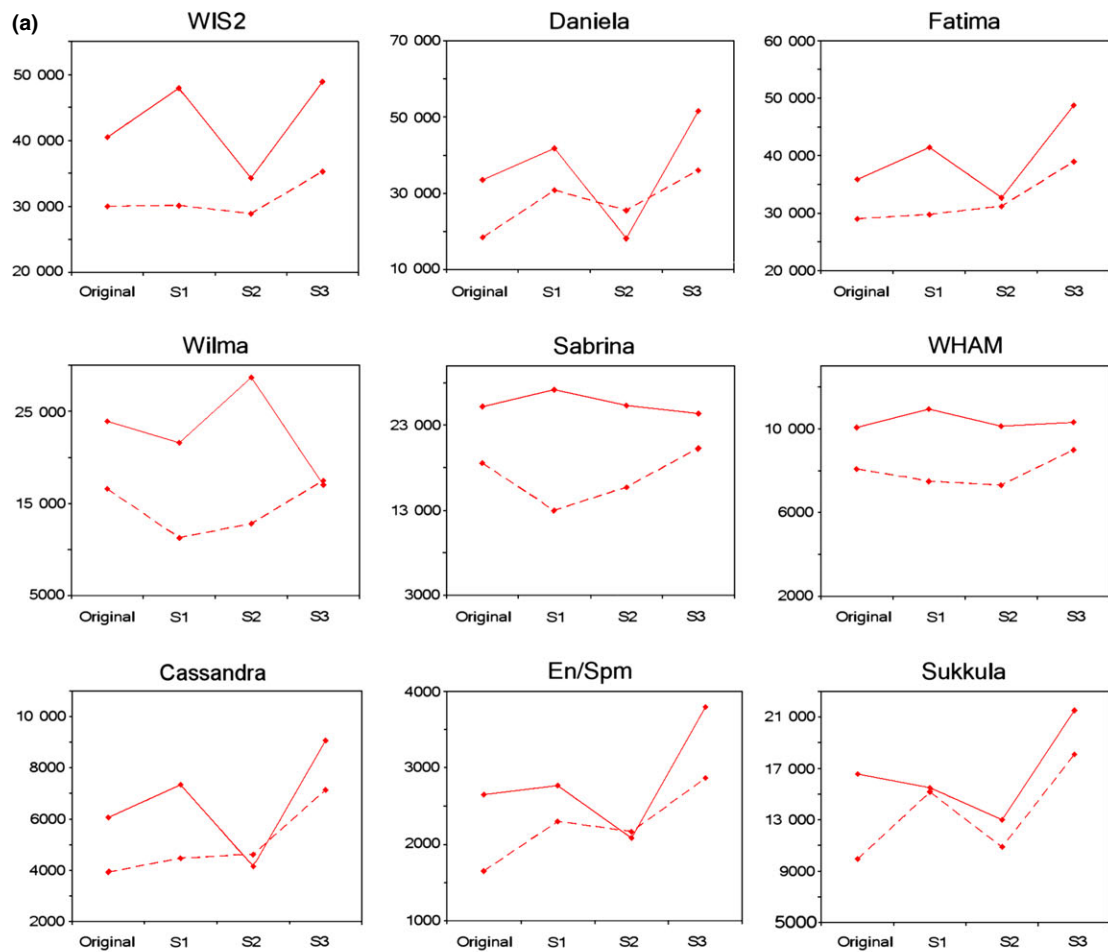 (a)
WIS2
50 000
40 000
30 000
20 000
Original S1 S2 S3
Daniela
70 000
50 000
30 000
10 000
Original S1 S2 S3
Fatima
60 000
50 000
40 000
30 000
20 000
Original S1 S2 S3
Wilma
25 000
15 000
5000
Original S1 S2 S3
Sabrina
23 000
13 000
3000
Original S1 S2 S3
WHAM
10 000
6000
2000
Original S1 S2 S3
Cassandra
10 000
8000
6000
4000
2000
Original S1 S2 S3
En/Spm
4000
3000
2000
1000
Original S1 S2 S3
Sukkula
21 000
17 000
13 000
9000
5000
Original S1 S2 S3